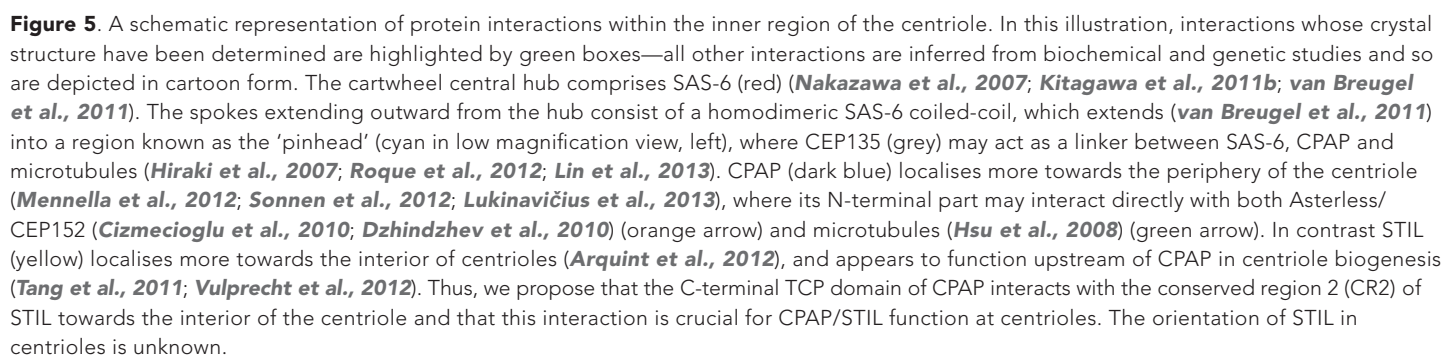 Figure 5. A schematic representation of protein interactions within the inner region of the centriole. In this illustration, interactions whose crystal
structure have been determined are highlighted by green boxes—all other interactions are inferred from biochemical and genetic studies and so
are depicted in cartoon form. The cartwheel central hub comprises SAS-6 (red) (Nakazawa et al., 2007; Kitagawa et al., 2011b; van Breugel
et al., 2011). The spokes extending outward from the hub consist of a homodimeric SAS-6 coiled-coil, which extends (van Breugel et al., 2011)
into a region known as the ‘pinhead’ (cyan in low magnification view, left), where CEP135 (grey) may act as a linker between SAS-6, CPAP and
microtubules (Hiraki et al., 2007; Roque et al., 2012; Lin et al., 2013). CPAP (dark blue) localises more towards the periphery of the centriole
(Mennella et al., 2012; Sonnen et al., 2012; Lukinavičius et al., 2013), where its N-terminal part may interact directly with both Asterless/
CEP152 (Cizmecioglu et al., 2010; Dzhindzhev et al., 2010) (orange arrow) and microtubules (Hsu et al., 2008) (green arrow). In contrast STIL
(yellow) localises more towards the interior of centrioles (Arquint et al., 2012), and appears to function upstream of CPAP in centriole biogenesis
(Tang et al., 2011; Vulprecht et al., 2012). Thus, we propose that the C-terminal TCP domain of CPAP interacts with the conserved region 2 (CR2) of
STIL towards the interior of the centriole and that this interaction is crucial for CPAP/STIL function at centrioles. The orientation of STIL in
centrioles is unknown.